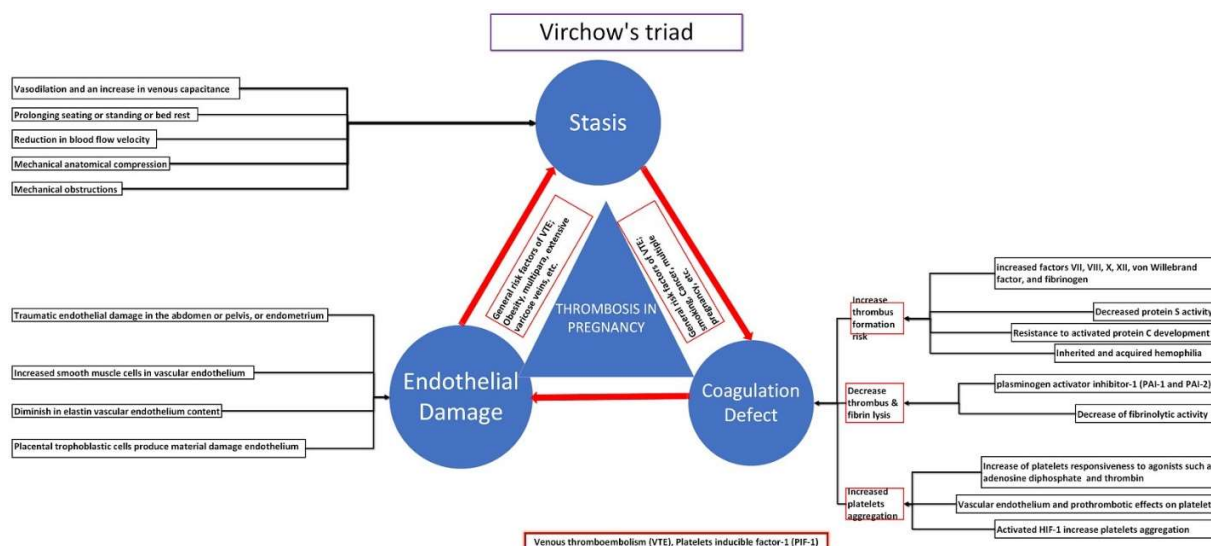 Virchow's triad
Stasis
Vasodilation and an increase in venous capacitance
Prolonging seating or standing or bed rest
Reduction in blood flow velocity
Mechanical anatomical compression
Mechanical obstructions
General risk factors of VTE;
Obesity, multipara, extensive
varicose veins, etc.
General risk factors of VTE:
smoking, Cancer, multiple
pregnancy, etc.
THROMBOSIS IN
PREGNANCY
Endothelial
Damage
Coagulation
Defect
Traumatic endothelial damage in the abdomen or pelvis, or endometrium
Increased smooth muscle cells in vascular endothelium
Diminish in elastin vascular endothelium content
Placental trophoblastic cells produce material damage endothelium
Increase
thrombus
formation
risk
increased factors VII, VIII, X, XII, von Willebrand
factor, and fibrinogen
Decreased protein S activity
Resistance to activated protein C development
Inherited and acquired hemophilia
Decrease
thrombus &
fibrin lysis
plasminogen activator inhibitor-1 (PAI-1 and PAI-2)
Decrease of fibrinolytic activity
Increased
platelets
aggregation
Increase of platelets responsiveness to agonists such a
adenosine diphosphate and thrombin
Vascular endothelium and prothrombotic effects on platelet
Activated HIF-1 increase platelets aggregation
Venous thromboembolism (VTE), Platelets inducible factor-1 (PIF-1)